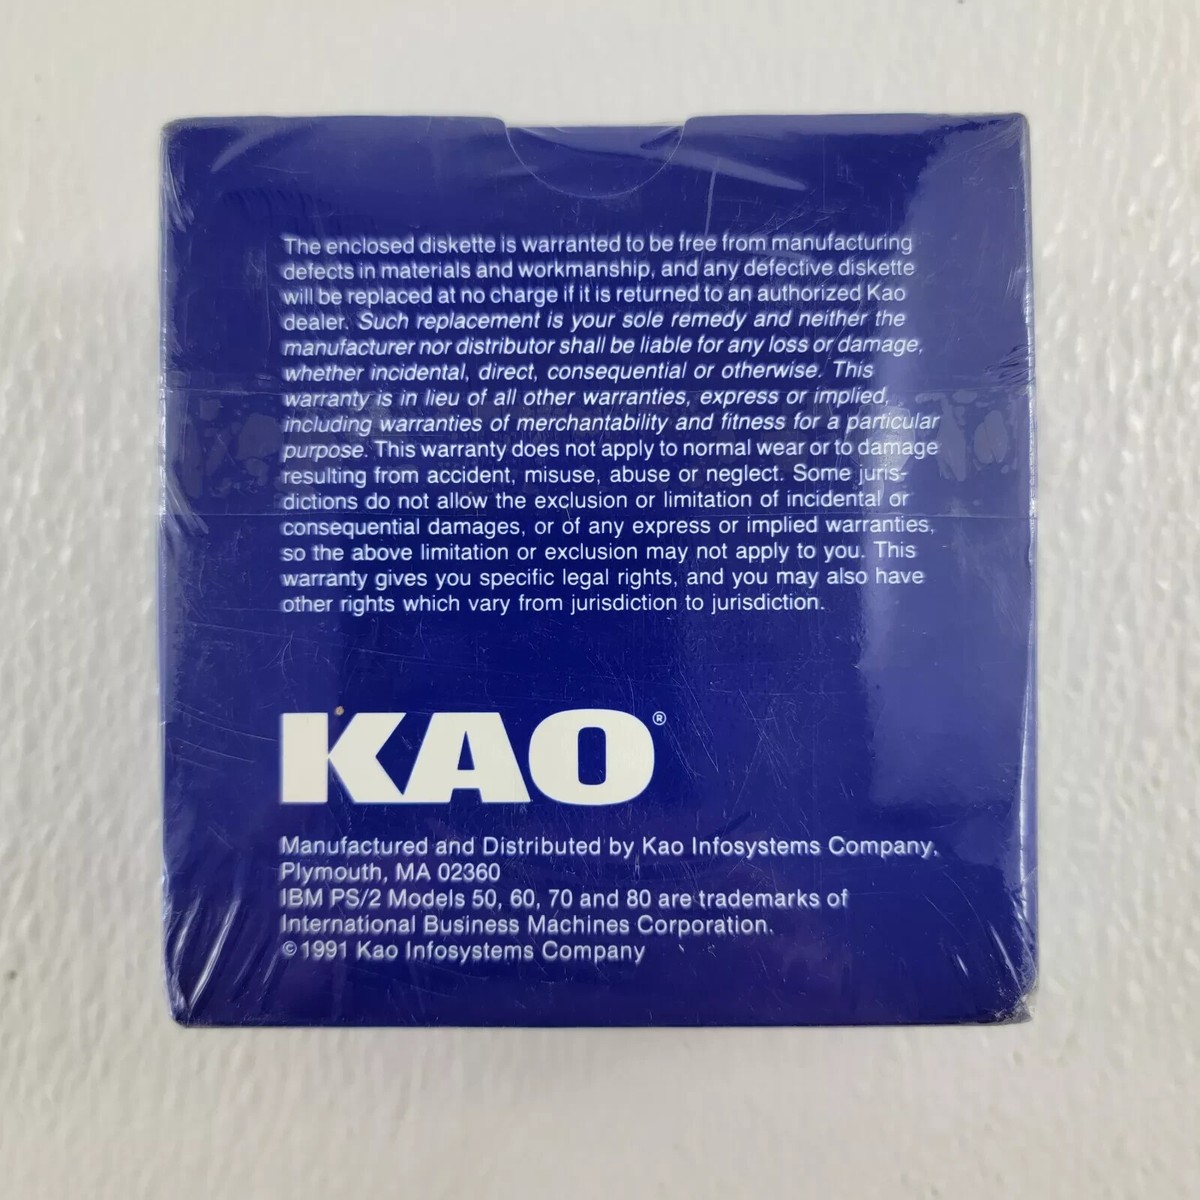 The enclosed diskette is warranted to be free from manufacturing
defects in materials and workmanship, and any defective diskette
will be replaced at no charge if it is returned to an authorized Kao
dealer. Such replacement is your sole remedy and neither the
manufacturer nor distributor shall be liable for any loss or damage,
whether incidental, direct, consequential or otherwise. This
warranty is in lieu of all other warranties, express or implied,
including warranties of merchantability and fitness for a particular
purpose. This warranty does not apply to normal wear or to damage
resulting from accident, misuse, abuse or neglect. Some juris-
dictions do not allow the exclusion or limitation of incidental or
consequential damages, or of any express or implied warranties,
so the above limitation or exclusion may not apply to you. This
warranty gives you specific legal rights, and you may also have
other rights which vary from jurisdiction to jurisdiction.
KAO®
Manufactured and Distributed by Kao Infosystems Company,
Plymouth, MA 02360
IBM PS/2 Models 50, 60, 70 and 80 are trademarks of
International Business Machines Corporation.
©1991 Kao Infosystems Company